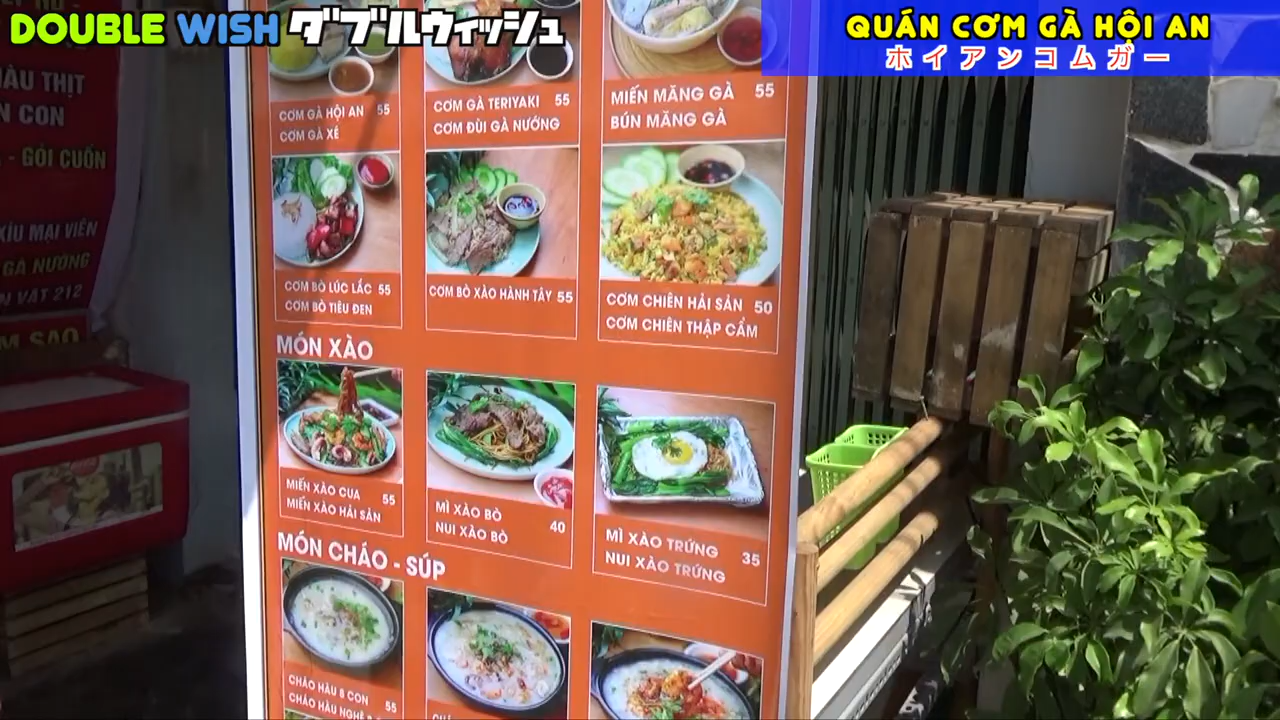 DOUBLE WISH ダブルウィッシュ
QUÁN CƠM GÀ HỘI AN
ホイアンコムガー
THỊT
N CON
- GỎI CUỐN
XÍU MẠI VIÊN
GÀ NƯỚNG
VẶT 212
CƠM GÀ HỘI AN 55
CƠM GÀ XÉ
CƠM GÀ TERIYAKI 55
CƠM ĐÙI GÀ NƯỚNG
MIẾN MĂNG GÀ 55
BÚN MĂNG GÀ
CƠM BÒ LÚC LẮC 55
CƠM BÒ TIÊU ĐEN
CƠM BÒ XÀO HÀNH TÂY 55
CƠM CHIÊN HẢI SẢN 50
CƠM CHIÊN THẬP CẨM
MÓN XÀO
MIẾN XÀO CUA 55
MIẾN XÀO HẢI SẢN
MÌ XÀO BÒ 40
NUI XÀO BÒ
MÌ XÀO TRỨNG 35
NUI XÀO TRỨNG
MÓN CHÁO - SÚP
CHÁO HÀU 8 CON 55
CHÁO HÀU NGHÊ